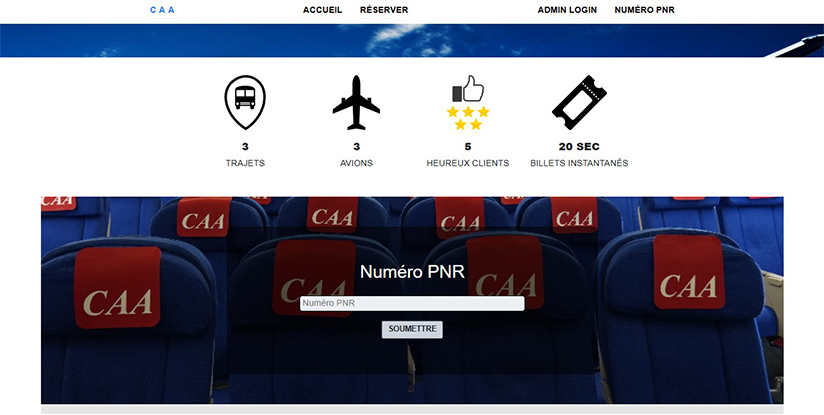 CAA
ACCUEIL RÉSERVER
ADMIN LOGIN NUMÉRO PNR
3
TRAJETS
3
AVIONS
5
HEUREUX CLIENTS
20 SEC
BILLETS INSTANTANÉS
CAA
CAA
CAA
CAA
CAA
CAA
CAA
CAA
CAA
Numéro PNR
Numéro PNR
SOUMETTRE